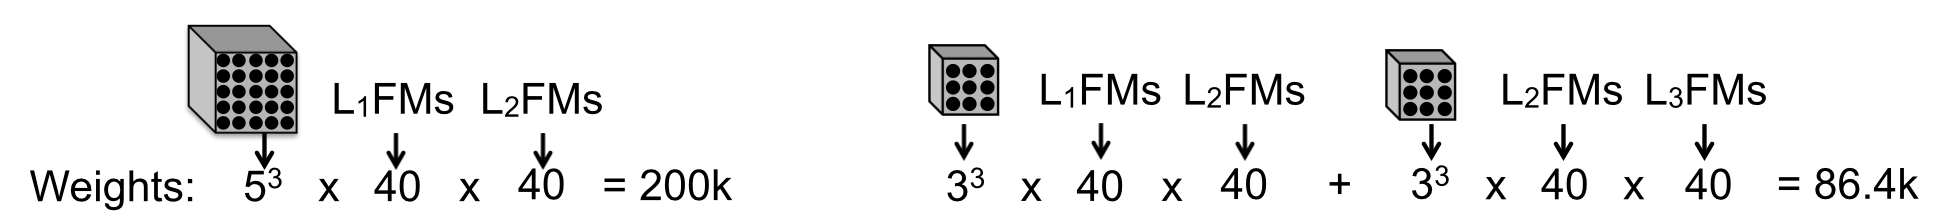 L₁FMs L₂FMs L₁FMs L₂FMs L₂FMs L₃FMs
Weights: 5³ x 40 x 40 = 200k 3³ x 40 x 40 + 3³ x 40 x 40 = 86.4k